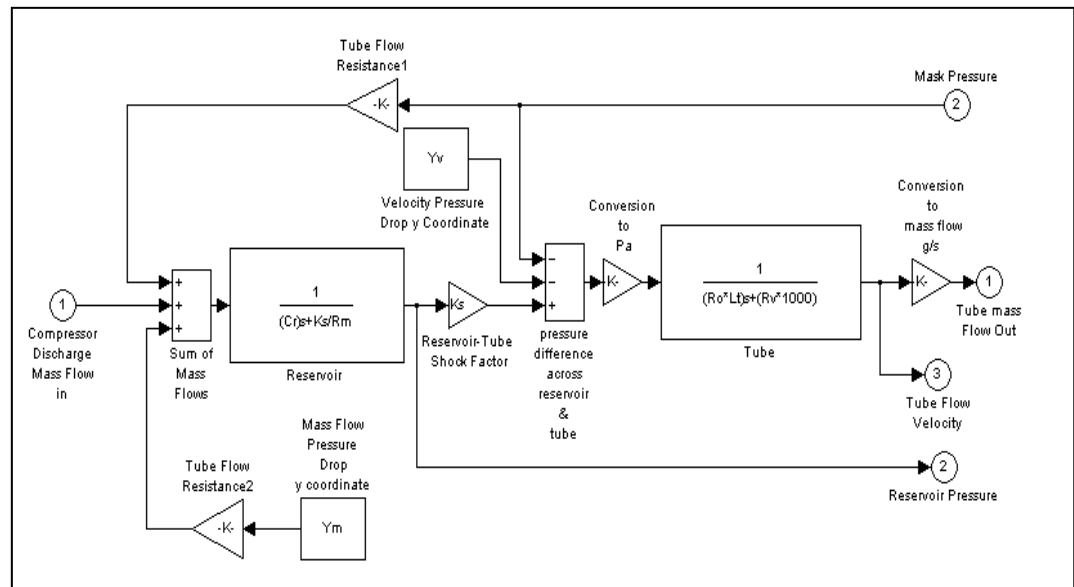 Tube Flow
Resistance1
-K-
Mask Pressure
2
Yv
Velocity Pressure
Drop y Coordinate
Conversion
to
Pa
K-
Conversion
to
mass flow
g/s
K-
1
Tube mass
Flow Out
1
Compressor
Discharge
Mass Flow
in
+
+
+
Sum of
Mass
Flows
1
(Cr)s+Ks/Rm
Reservoir
Ks
Reservoir-Tube
Shock Factor
−
−
+
pressure
difference
across
reservoir
&
tube
1
(Ro*Lt)s+(Rv*1000)
Tube
3
Tube Flow
Velocity
2
Reservoir Pressure
Mass Flow
Pressure
Drop
y coordinate
Ym
Tube Flow
Resistance2
-K-